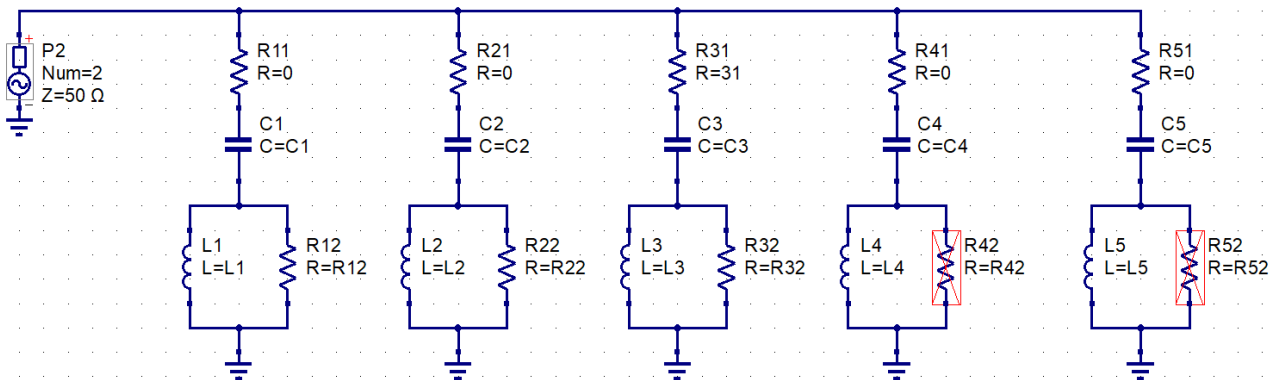 P2
Num=2
Z=50 Ω
R11
R=0
R21
R=0
R31
R=31
R41
R=0
R51
R=0
C1
C=C1
C2
C=C2
C3
C=C3
C4
C=C4
C5
C=C5
L1
L=L1
R12
R=R12
L2
L=L2
R22
R=R22
L3
L=L3
R32
R=R32
L4
L=L4
R42
R=R42
L5
L=L5
R52
R=R52